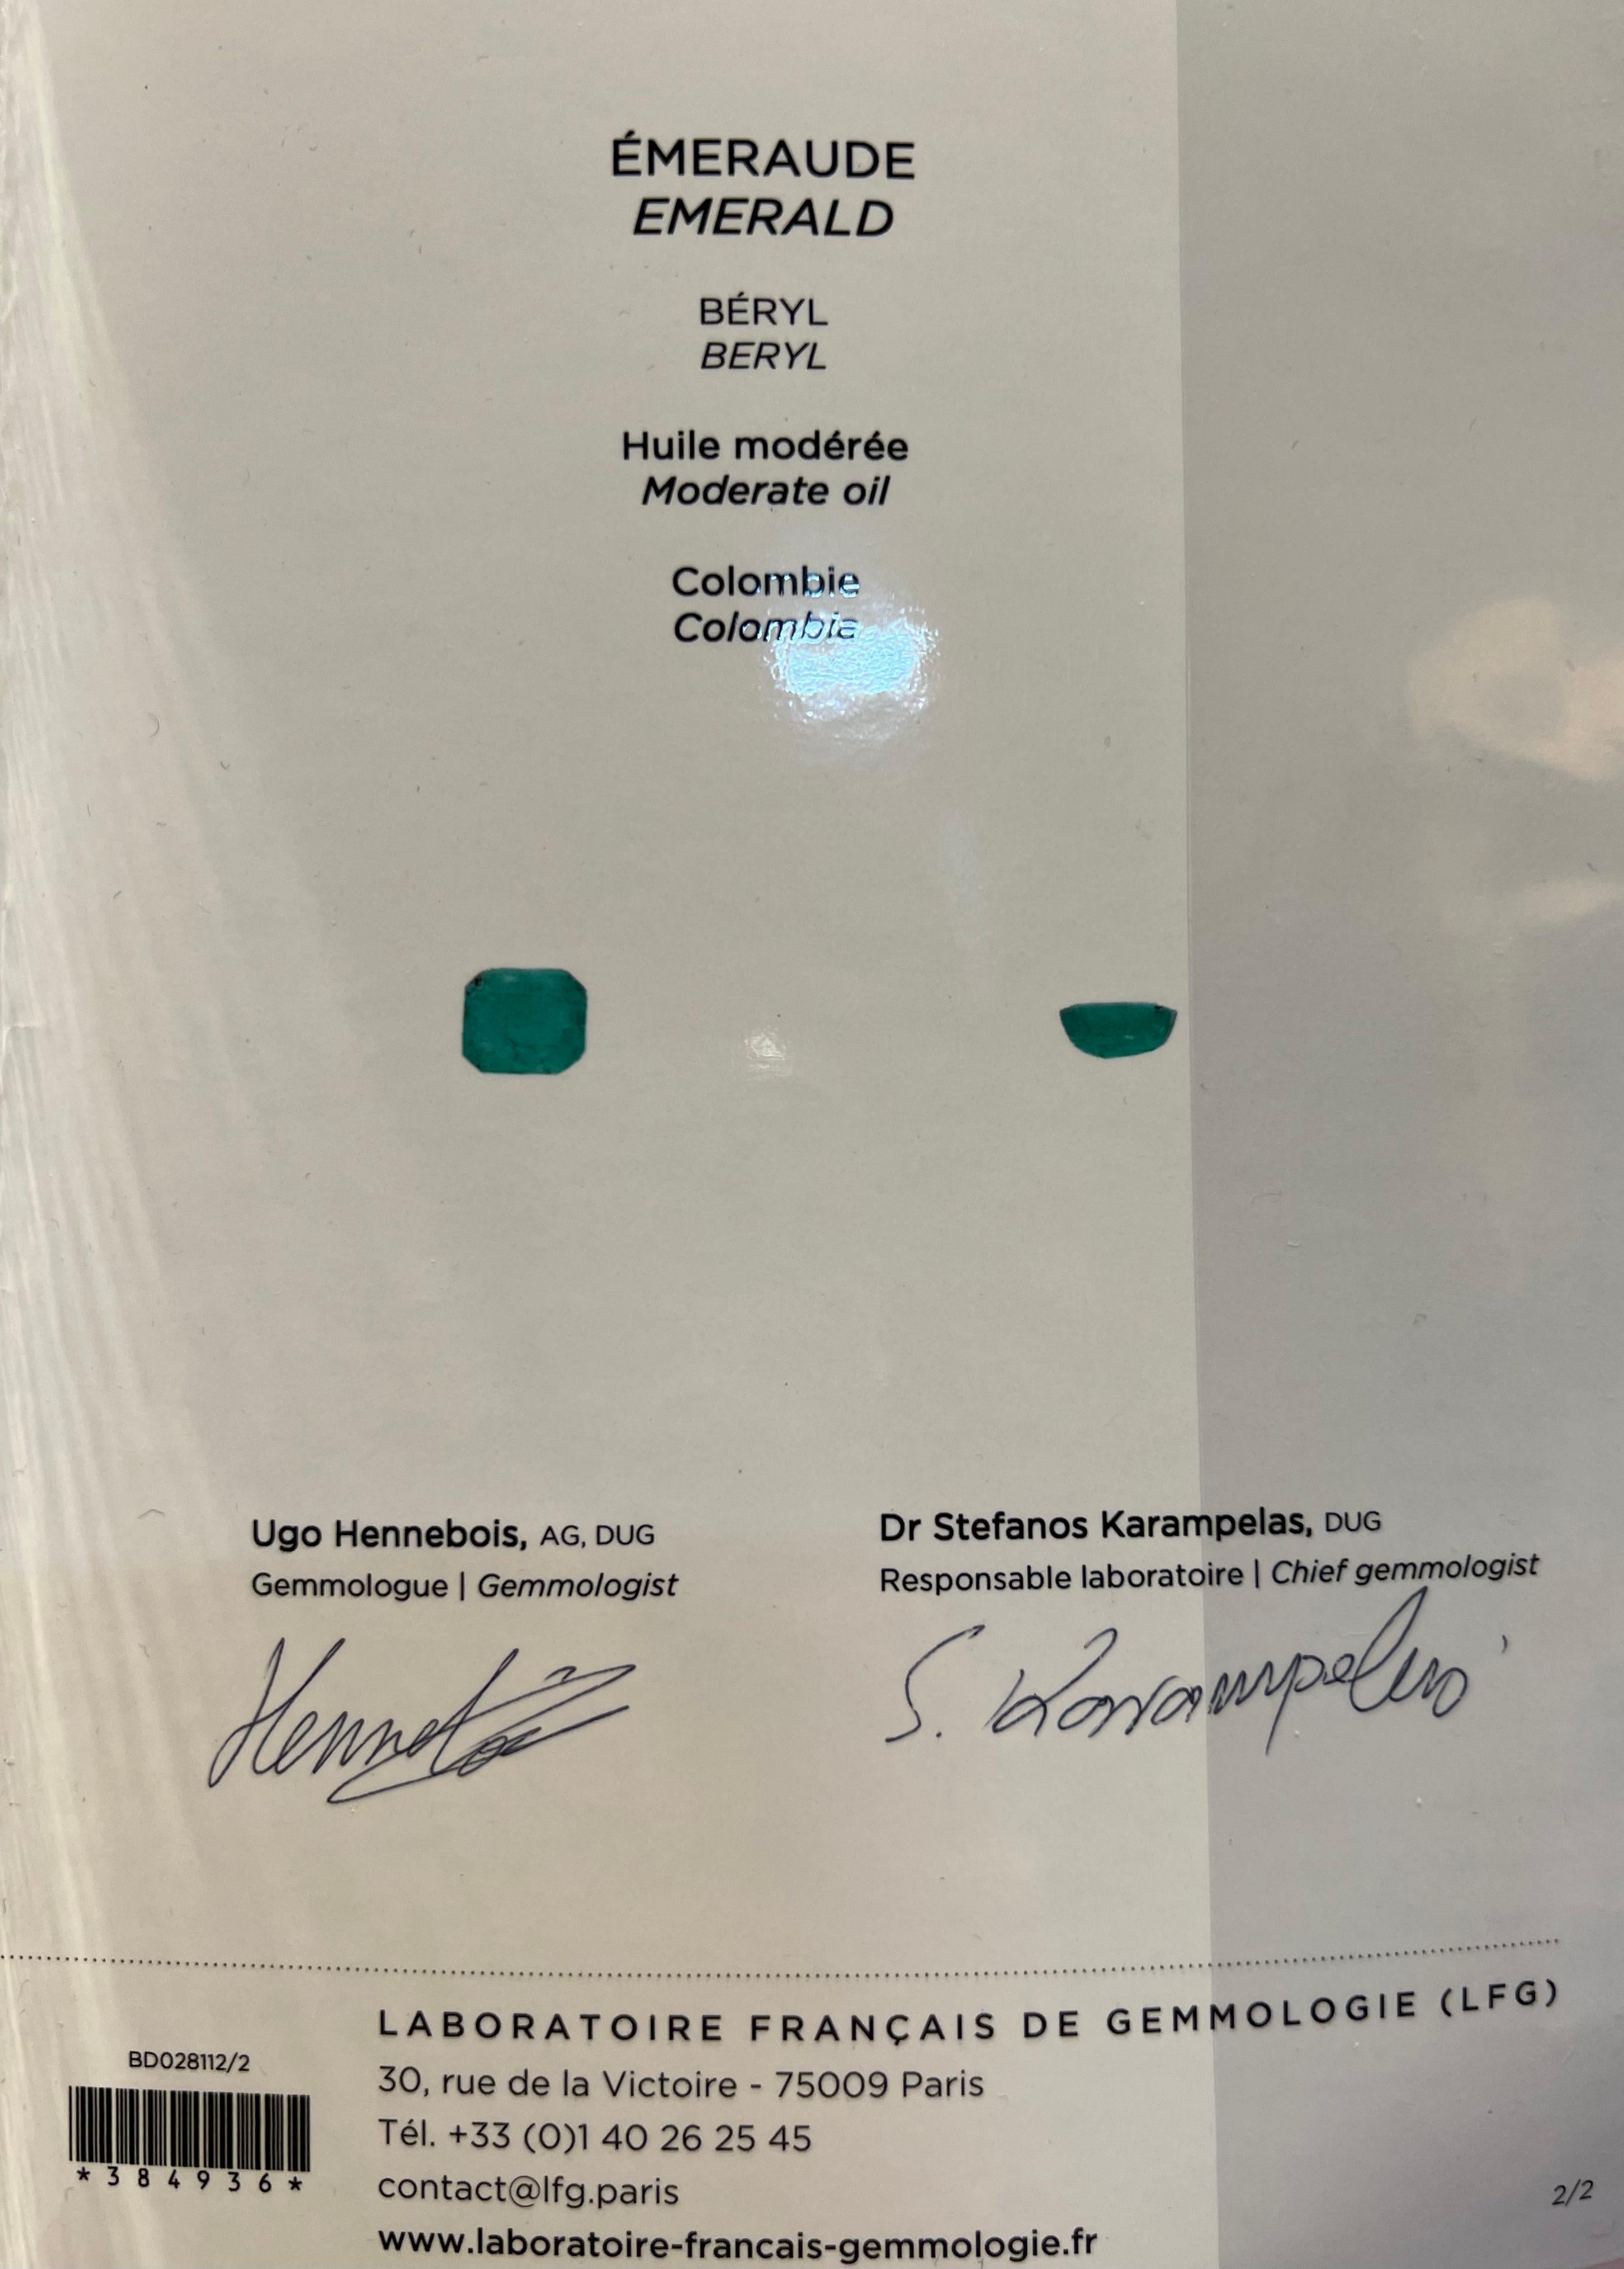 ÉMERAUDE
EMERALD
BÉRYL
BERYL
Huile modérée
Moderate oil
Colombie
Colombia
Ugo Hennebois, AG, DUG
Gemmologue | Gemmologist
Dr Stefanos Karampelas, DUG
Responsable laboratoire | Chief gemmologist
S. Karampelas
LABORATOIRE FRANÇAIS DE GEMMOLOGIE (LFG)
BD028112/2
30, rue de la Victoire - 75009 Paris
Tél. +33 (0)1 40 26 25 45
*384936*
contact@lfg.paris
2/2
www.laboratoire-francais-gemmologie.fr